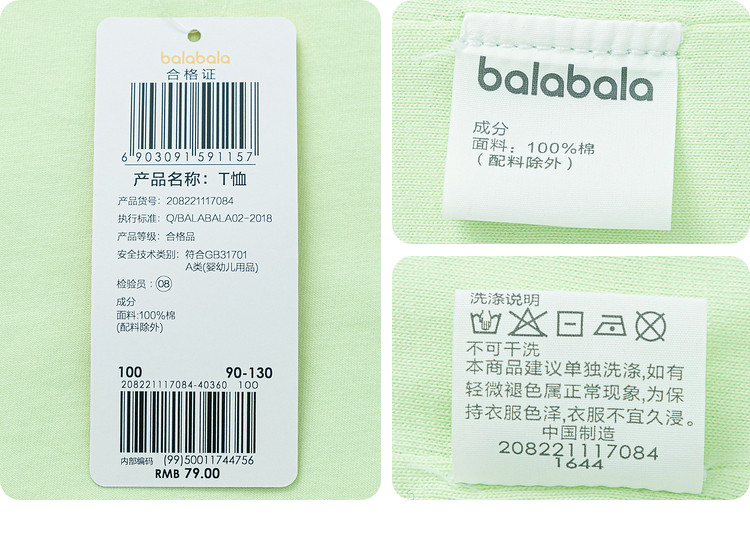 balabala
合格证
6 903091 591157
产品名称：T恤
产品货号：208221117084
执行标准：Q/BALABALA02-2018
产品等级：合格品
安全技术类别：符合GB31701
A类(婴幼儿用品)
检验员：08
成分
面料:100%棉
(配料除外)
100 90-130
208221117084-40360 100
内部编码 (99)50011744756
RMB 79.00
balabala
成分
面料：100%棉
（配料除外）
洗涤说明
不可干洗
本商品建议单独洗涤,如有
轻微褪色属正常现象,为保
持衣服色泽,衣服不宜久浸。
中国制造
208221117084
1644